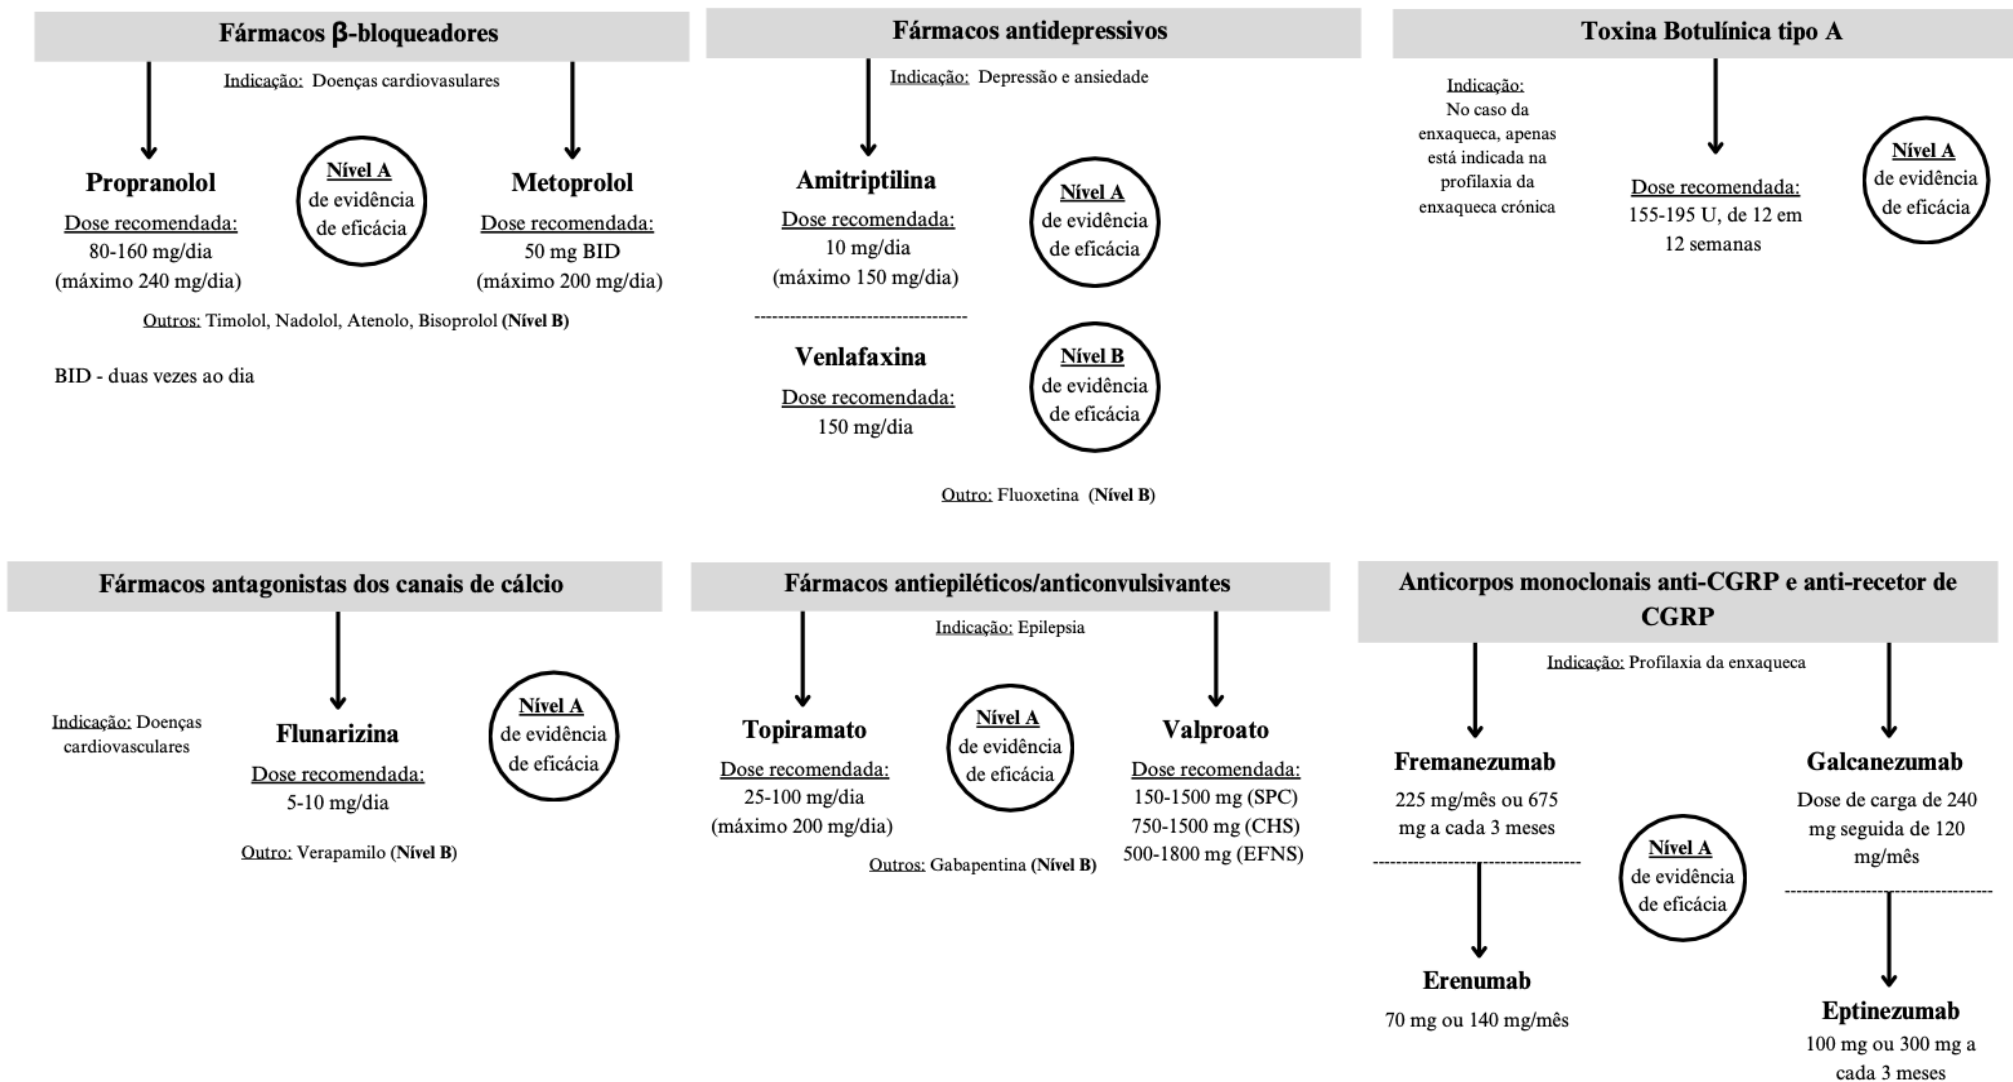 Fármacos β-bloqueadores
Indicação: Doenças cardiovasculares
Propranolol
Dose recomendada:
80-160 mg/dia
(máximo 240 mg/dia)
Nível A
de evidência
de eficácia
Metoprolol
Dose recomendada:
50 mg BID
(máximo 200 mg/dia)
Outros: Timolol, Nadolol, Atenolo, Bisoprolol (Nível B)
BID - duas vezes ao dia
Fármacos antidepressivos
Indicação: Depressão e ansiedade
Amitriptilina
Dose recomendada:
10 mg/dia
(máximo 150 mg/dia)
Nível A
de evidência
de eficácia
Venlafaxina
Dose recomendada:
150 mg/dia
Nível B
de evidência
de eficácia
Outro: Fluoxetina (Nível B)
Toxina Botulínica tipo A
Indicação:
No caso da
enxaqueca, apenas
está indicada na
profilaxia da
enxaqueca crónica
Dose recomendada:
155-195 U, de 12 em
12 semanas
Nível A
de evidência
de eficácia
Fármacos antagonistas dos canais de cálcio
Indicação: Doenças
cardiovasculares
Flunarizina
Dose recomendada:
5-10 mg/dia
Nível A
de evidência
de eficácia
Outro: Verapamilo (Nível B)
Fármacos antiepiléticos/anticonvulsivantes
Indicação: Epilepsia
Topiramato
Dose recomendada:
25-100 mg/dia
(máximo 200 mg/dia)
Nível A
de evidência
de eficácia
Valproato
Dose recomendada:
150-1500 mg (SPC)
750-1500 mg (CHS)
500-1800 mg (EFNS)
Outros: Gabapentina (Nível B)
Anticorpos monoclonais anti-CGRP e anti-recetor de
CGRP
Indicação: Profilaxia da enxaqueca
Fremanezumab
225 mg/mês ou 675
mg a cada 3 meses
Erenumab
70 mg ou 140 mg/mês
Nível A
de evidência
de eficácia
Galcanezumab
Dose de carga de 240
mg seguida de 120
mg/mês
Eptinezumab
100 mg ou 300 mg a
cada 3 meses